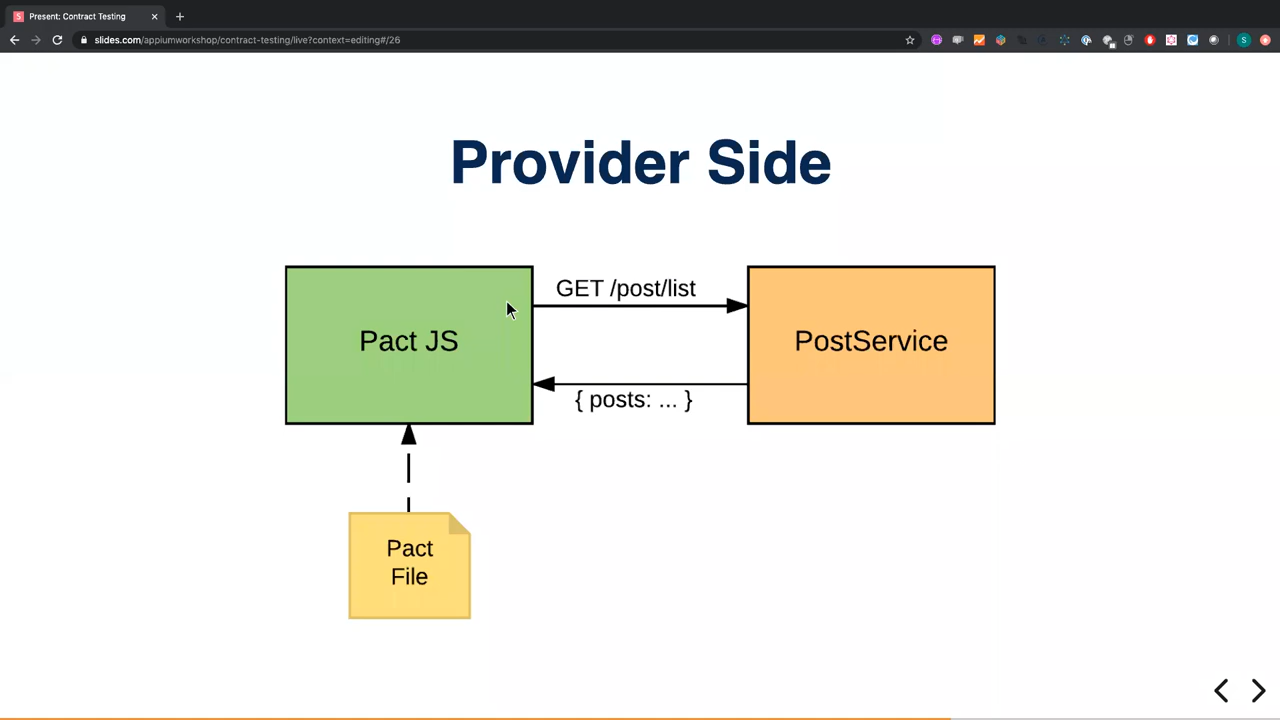 Present: Contract Testing
slides.com/appiumworkshop/contract-testing/live?context=editing#/26
S
Provider Side
GET /post/list
Pact JS
PostService
{ posts: ... }
Pact
File